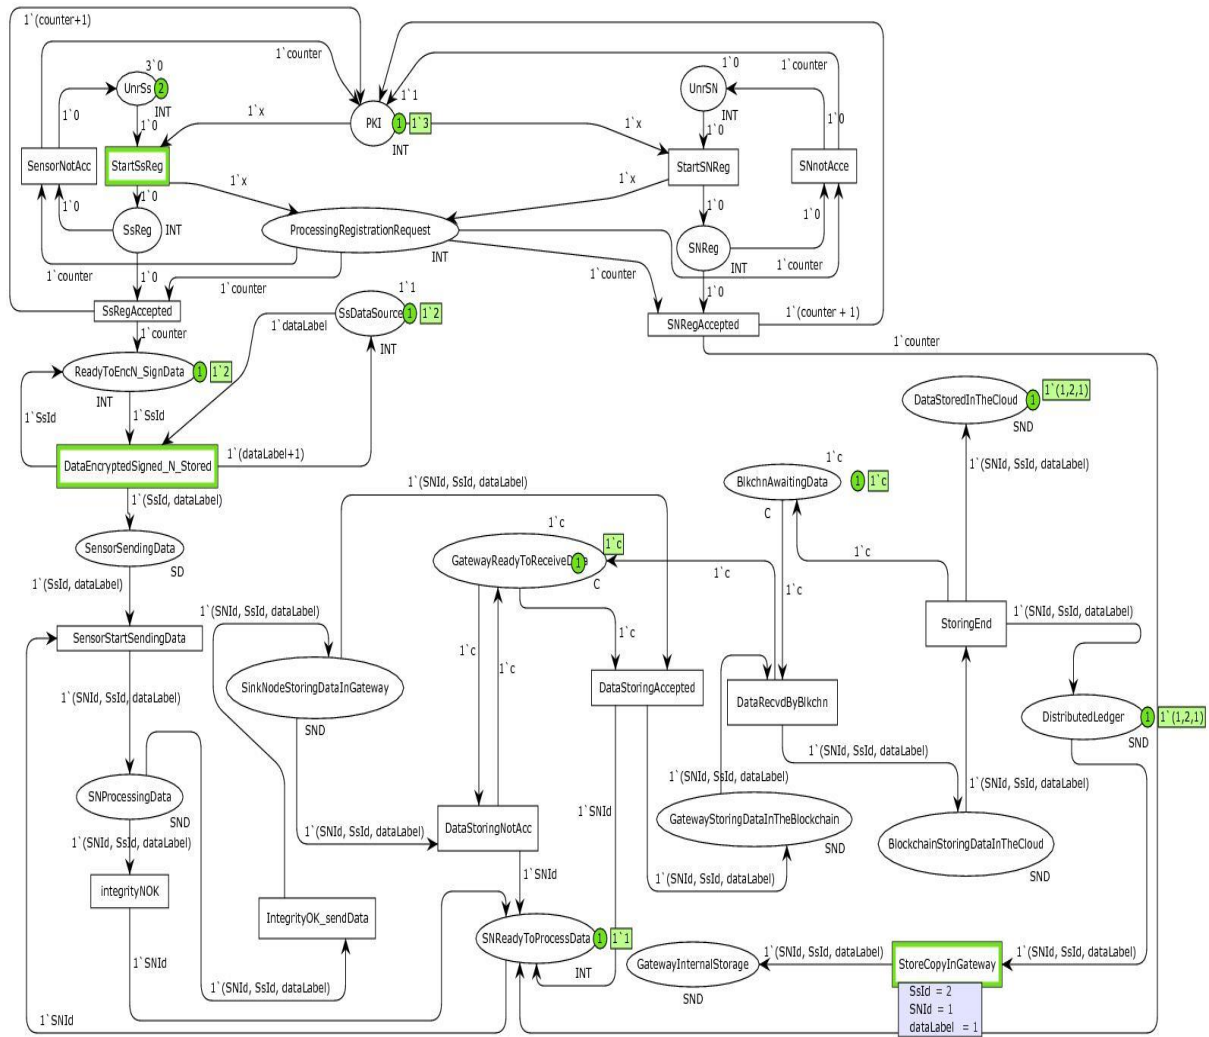 1`(counter+1)
1`counter
3`0
UnrSs
2
INT
1`0
1`0
SensorNotAcc
StartSsReg
1`x
1`0
1`0
SsReg
INT
1`x
1`1
PKI
1
1`3
INT
1`x
1`0
UnrSN
INT
1`counter
1`0
1`0
StartSNReg
SNnotAcce
1`x
1`0
1`0
SNReg
INT
ProcessingRegistrationRequest
INT
1`counter
1`0
1`counter
1`counter
1`0
1`counter
SsRegAccepted
1`counter
1`1
SsDataSource
1
1`2
INT
1`dataLabel
SNRegAccepted
1`(counter + 1)
1`counter
ReadyToEncN_SignData
1
1`2
INT
1`SsId
1`SsId
DataEncryptedSigned_N_Stored
1`(dataLabel+1)
1`(SsId, dataLabel)
SensorSendingData
SD
1`(SsId, dataLabel)
SensorStartSendingData
1`(SNId, SsId, dataLabel)
SNProcessingData
SND
1`(SNId, SsId, dataLabel)
integrityNOK
1`SNId
1`SNId
1`(SNId, SsId, dataLabel)
1`(SNId, SsId, dataLabel)
SinkNodeStoringDataInGateway
SND
1`(SNId, SsId, dataLabel)
IntegrityOK_sendData
1`(SNId, SsId, dataLabel)
1`c
GatewayReadyToReceiveD
1
1`c
C
1`c
1`c
1`c
1`c
DataStoringAccepted
DataStoringNotAcc
1`SNId
1`SNId
SNReadyToProcessData
1
1`1
INT
1`(SNId, SsId, dataLabel)
1`c
BlkchnAwaitingData
1
1`c
C
1`c
1`c
DataRecvdByBlkchn
1`(SNId, SsId, dataLabel)
1`(SNId, SsId, dataLabel)
GatewayStoringDataInTheBlockchain
SND
DataStoredInTheCloud
1
1`(1,2,1)
SND
1`(SNId, SsId, dataLabel)
StoringEnd
1`(SNId, SsId, dataLabel)
DistributedLedger
1
1`(1,2,1)
SND
1`(SNId, SsId, dataLabel)
BlockchainStoringDataInTheCloud
SND
1`(SNId, SsId, dataLabel)
StoreCopyInGateway
1`(SNId, SsId, dataLabel)
GatewayInternalStorage
SND
SsId = 2
SNId = 1
dataLabel = 1